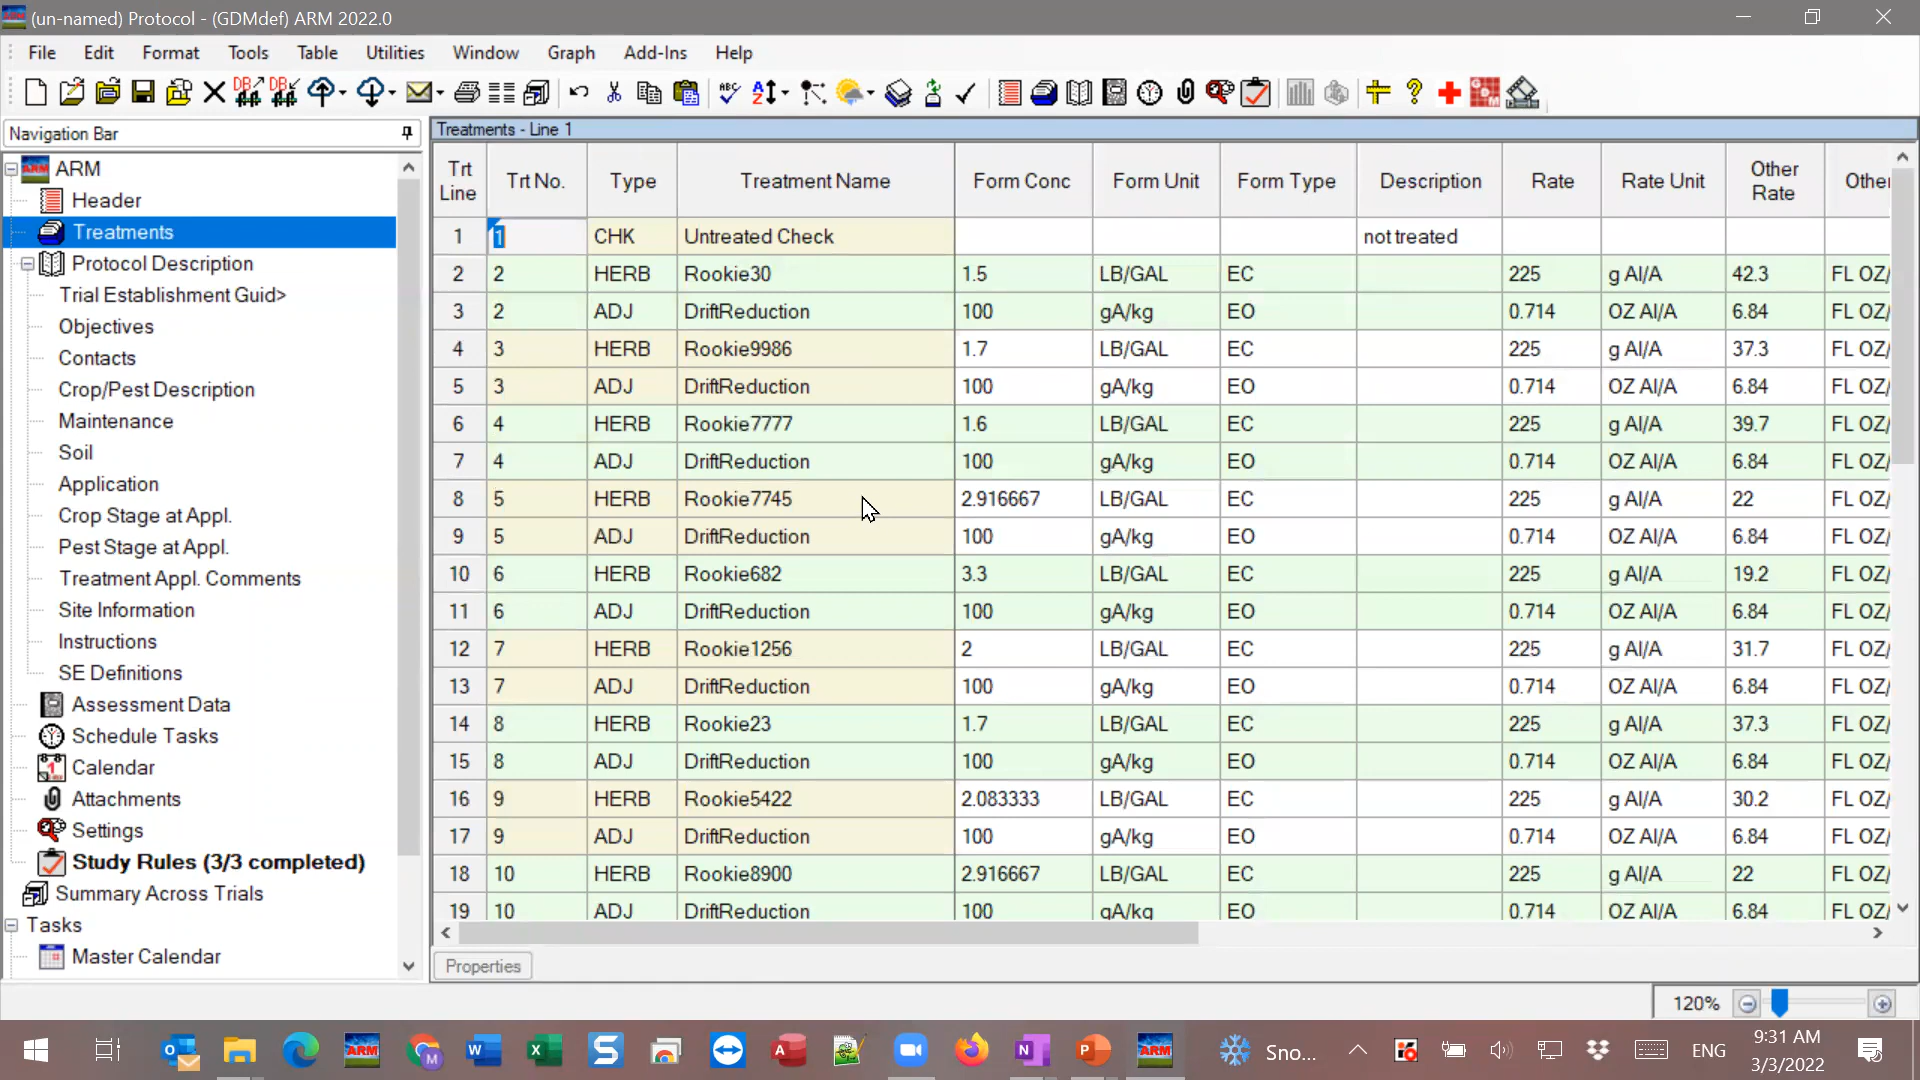 (un-named) Protocol - (GDMdef) ARM 2022.0
File Edit Format Tools Table Utilities Window Graph Add-Ins Help
Navigation Bar
ARM
Header
Treatments
Protocol Description
Trial Establishment Guid>
Objectives
Contacts
Crop/Pest Description
Maintenance
Soil
Application
Crop Stage at Appl.
Pest Stage at Appl.
Treatment Appl. Comments
Site Information
Instructions
SE Definitions
Assessment Data
Schedule Tasks
Calendar
Attachments
Settings
Study Rules (3/3 completed)
Summary Across Trials
Tasks
Master Calendar
Treatments - Line 1
Trt Line Trt No. Type Treatment Name Form Conc Form Unit Form Type Description Rate Rate Unit Other Rate Other
1 1 CHK Untreated Check not treated
2 2 HERB Rookie30 1.5 LB/GAL EC 225 g AI/A 42.3 FL OZ/
3 2 ADJ DriftReduction 100 gA/kg EO 0.714 OZ AI/A 6.84 FL OZ/
4 3 HERB Rookie9986 1.7 LB/GAL EC 225 g AI/A 37.3 FL OZ/
5 3 ADJ DriftReduction 100 gA/kg EO 0.714 OZ AI/A 6.84 FL OZ/
6 4 HERB Rookie7777 1.6 LB/GAL EC 225 g AI/A 39.7 FL OZ/
7 4 ADJ DriftReduction 100 gA/kg EO 0.714 OZ AI/A 6.84 FL OZ/
8 5 HERB Rookie7745 2.916667 LB/GAL EC 225 g AI/A 22 FL OZ/
9 5 ADJ DriftReduction 100 gA/kg EO 0.714 OZ AI/A 6.84 FL OZ/
10 6 HERB Rookie682 3.3 LB/GAL EC 225 g AI/A 19.2 FL OZ/
11 6 ADJ DriftReduction 100 gA/kg EO 0.714 OZ AI/A 6.84 FL OZ/
12 7 HERB Rookie1256 2 LB/GAL EC 225 g AI/A 31.7 FL OZ/
13 7 ADJ DriftReduction 100 gA/kg EO 0.714 OZ AI/A 6.84 FL OZ/
14 8 HERB Rookie23 1.7 LB/GAL EC 225 g AI/A 37.3 FL OZ/
15 8 ADJ DriftReduction 100 gA/kg EO 0.714 OZ AI/A 6.84 FL OZ/
16 9 HERB Rookie5422 2.083333 LB/GAL EC 225 g AI/A 30.2 FL OZ/
17 9 ADJ DriftReduction 100 gA/kg EO 0.714 OZ AI/A 6.84 FL OZ/
18 10 HERB Rookie8900 2.916667 LB/GAL EC 225 g AI/A 22 FL OZ/
19 10 ADJ DriftReduction 100 gA/kg EO 0.714 OZ AI/A 6.84 FL OZ/
Properties
120%
Sno...
ENG
9:31 AM
3/3/2022